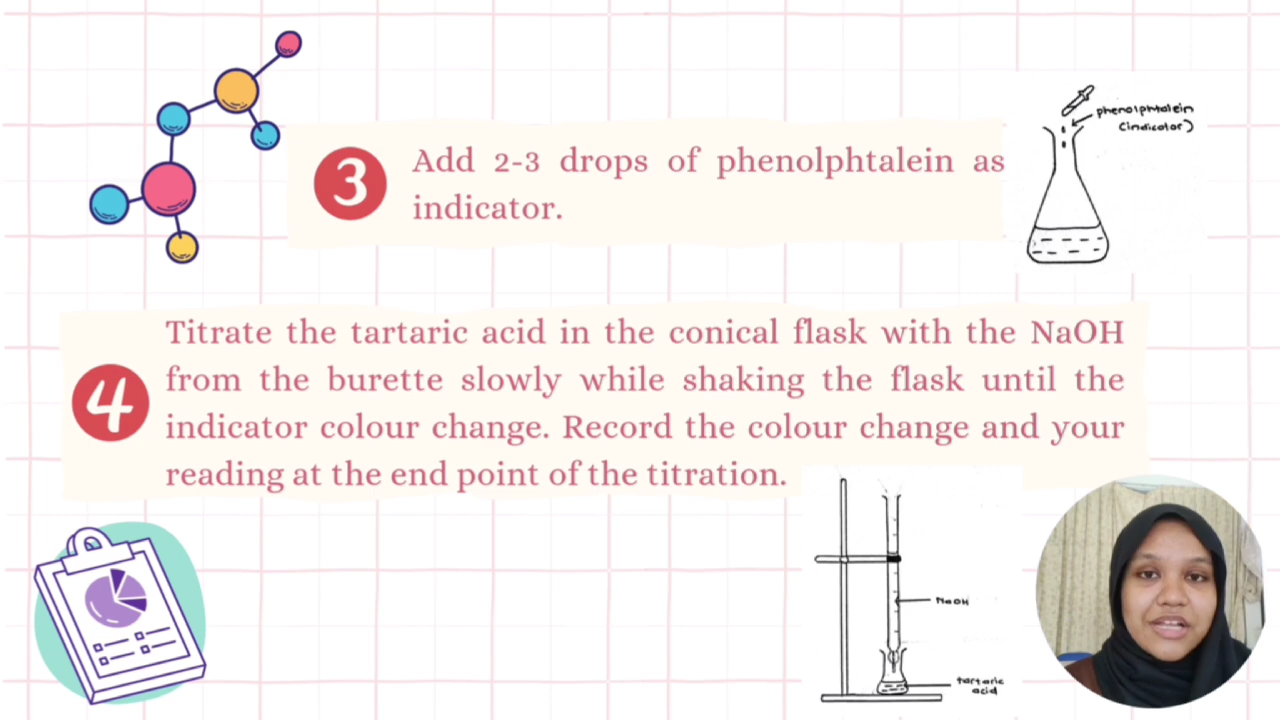 phenolphtalein
(indicator)
3
Add 2-3 drops of phenolphtalein as
indicator.
4
Titrate the tartaric acid in the conical flask with the NaOH
from the burette slowly while shaking the flask until the
indicator colour change. Record the colour change and your
reading at the end point of the titration.
NaOH
tartaric
acid